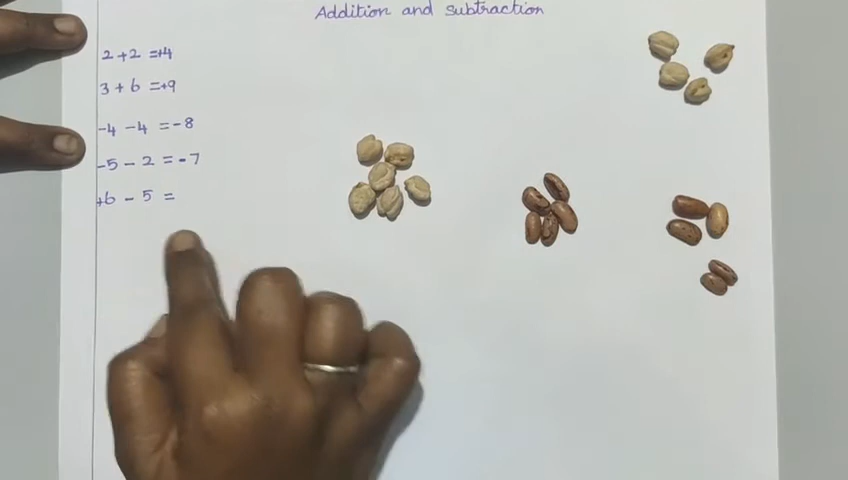 Addition and Subtraction
2 + 2 = +4
3 + 6 = +9
-4 - 4 = -8
-5 - 2 = -7
+6 - 5 =